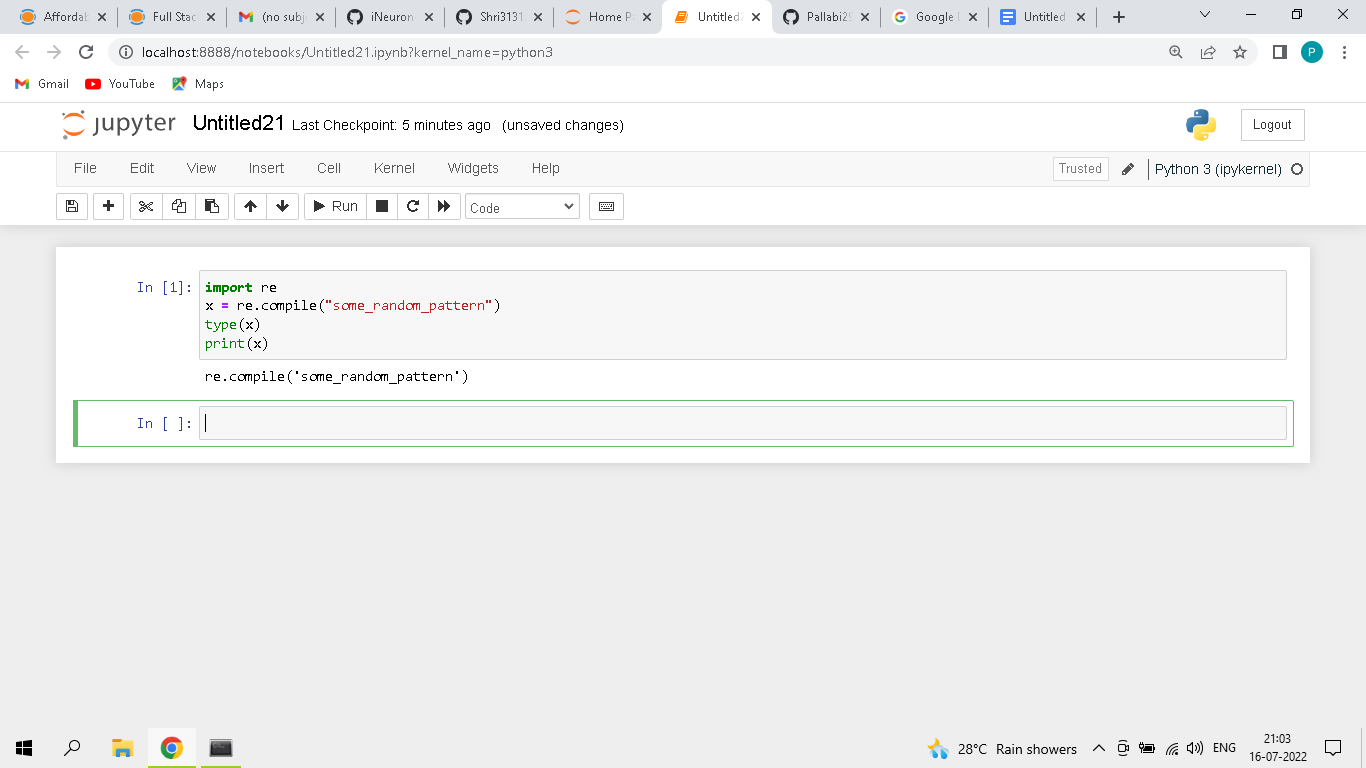 Affordab
Full Stac
(no subj
iNeuron
abin3131
Home P
Untitled2
Pallabi29
Google
Untitled
localhost:8888/notebooks/Untitled21.ipynb?kernel_name=python3
P
Gmail
YouTube
Maps
jupyter Untitled21 Last Checkpoint: 5 minutes ago (unsaved changes)
Logout
File Edit View Insert Cell Kernel Widgets Help
Trusted
Python 3 (ipykernel)
Run
Code
In [1]: import re
x = re.compile("some_random_pattern")
type(x)
print(x)
re.compile('some_random_pattern')
In [ ]:
28°C Rain showers
ENG
21:03
16-07-2022